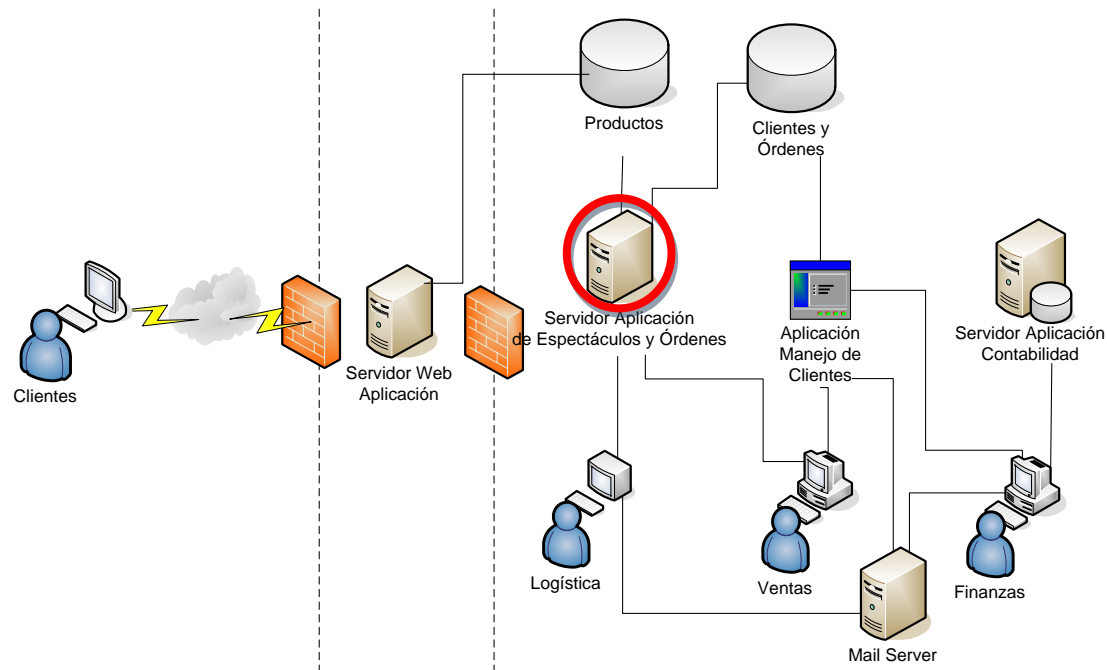 Productos
Clientes y
Órdenes
Servidor Aplicación
de Espectáculos y Órdenes
Aplicación
Manejo de
Clientes
Servidor Aplicación
Contabilidad
Servidor Web
Aplicación
Clientes
Logística
Ventas
Finanzas
Mail Server